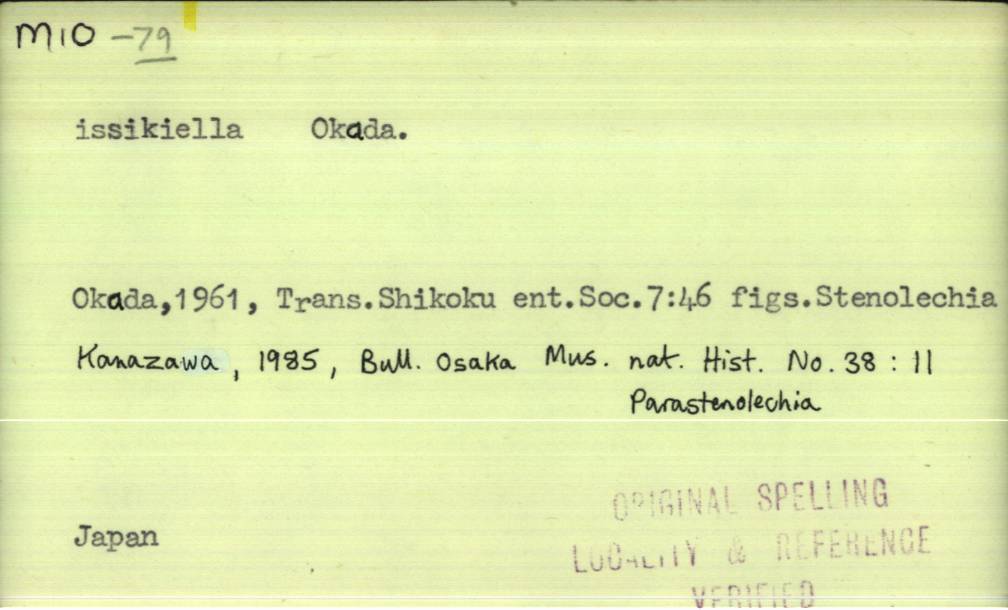 M10 -79
issikiella Okada.
Okada,1961, Trans.Shikoku ent.Soc.7:46 figs.Stenolechia
Kanazawa, 1985, Bull. Osaka Mus. nat. Hist. No. 38 : 11
Parastenolechia
Japan
ORIGINAL SPELLING
LOCALITY & REFERENCE
VERIFIED